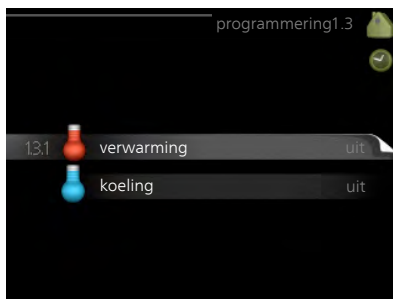 programmering1.3
1.3.1 verwarming uit
koeling uit